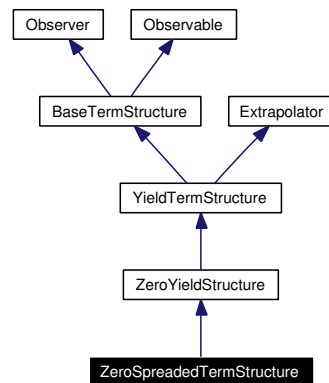 Observer Observable
BaseTermStructure Extrapolator
YieldTermStructure
ZeroYieldStructure
ZeroSpreadedTermStructure